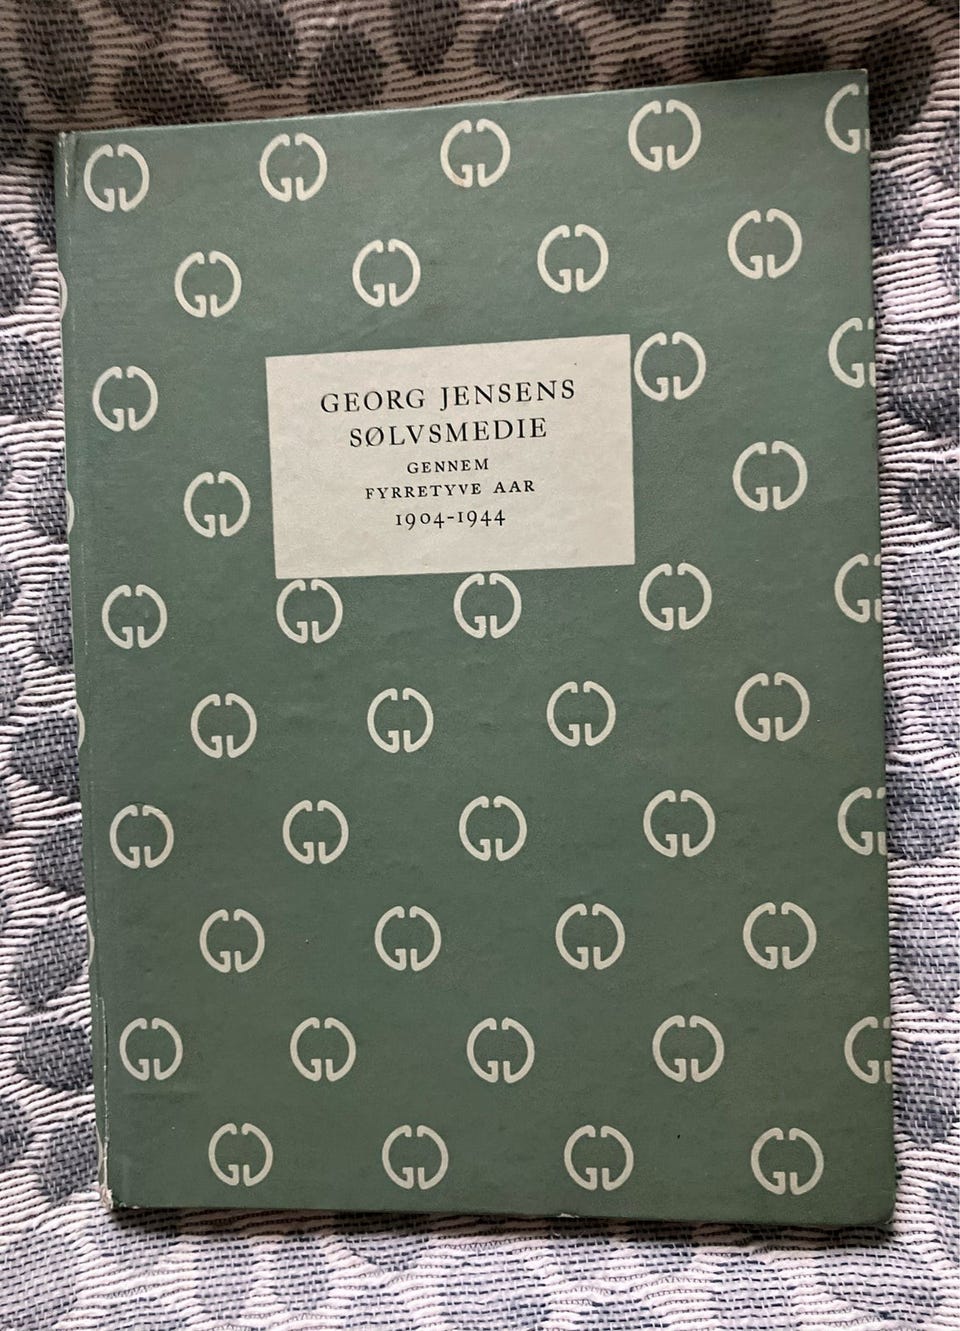 GEORG JENSENS
SØLVSMEDIE
GENNEM
FYRRETYVE AAR
1904-1944